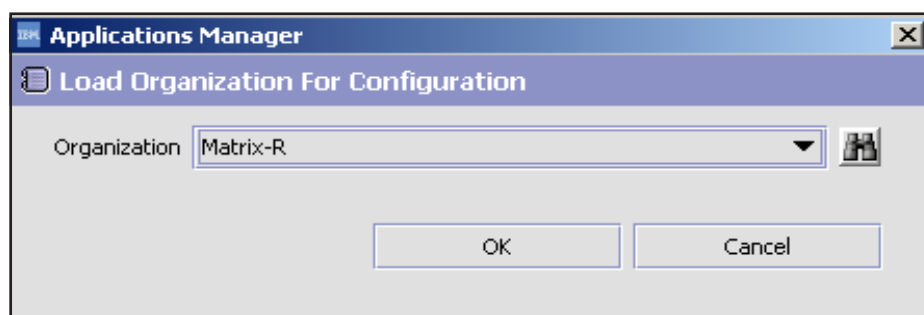 IBM Applications Manager
Load Organization For Configuration
Organization Matrix-R
OK Cancel